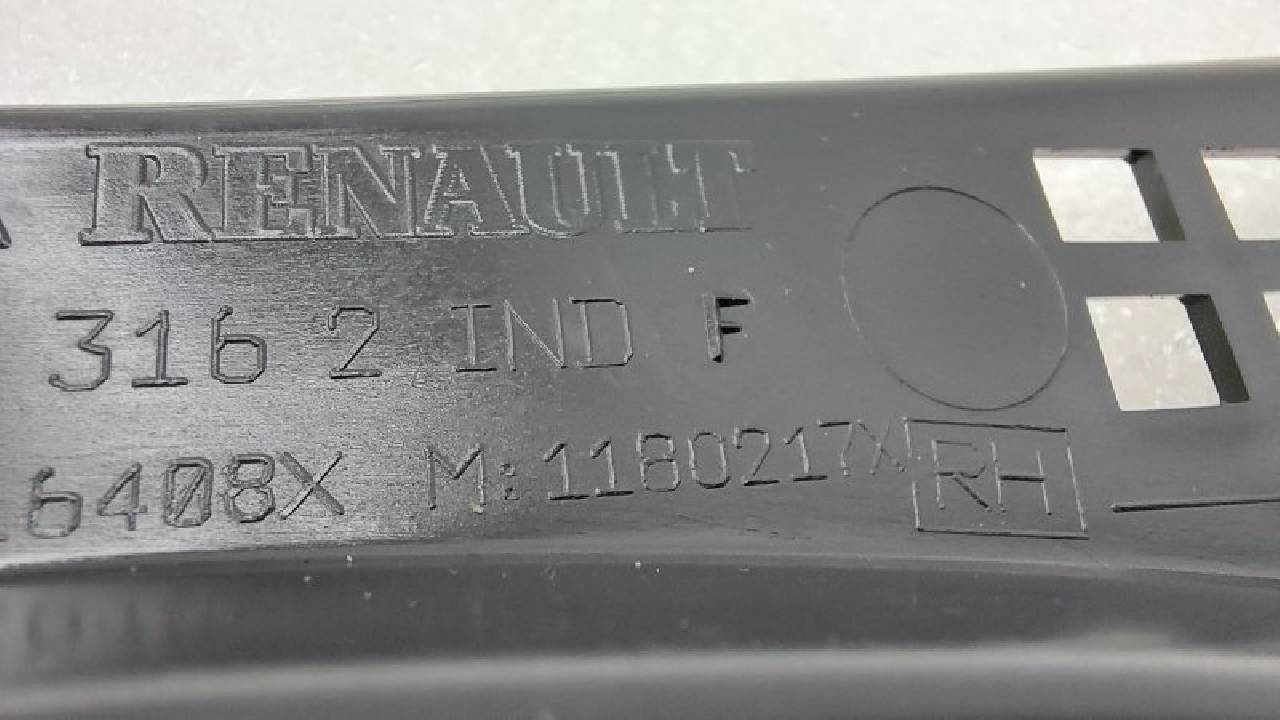 RENAULT
316 2 IND F
6408X M:1180217X RH